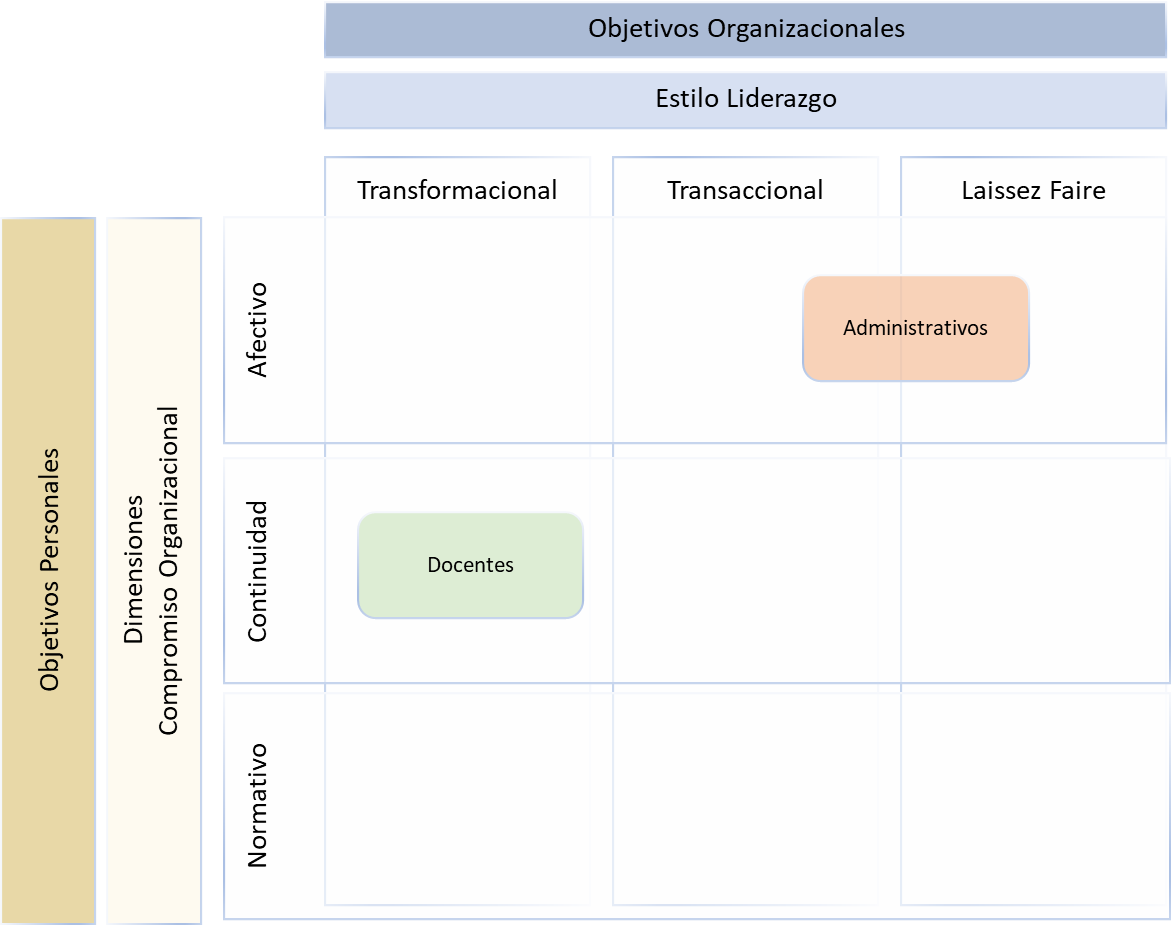 Objetivos Organizacionales
Estilo Liderazgo
Transformacional
Transaccional
Laissez Faire
Objetivos Personales
Dimensiones
Compromiso Organizacional
Afectivo
Administrativos
Continuidad
Docentes
Normativo